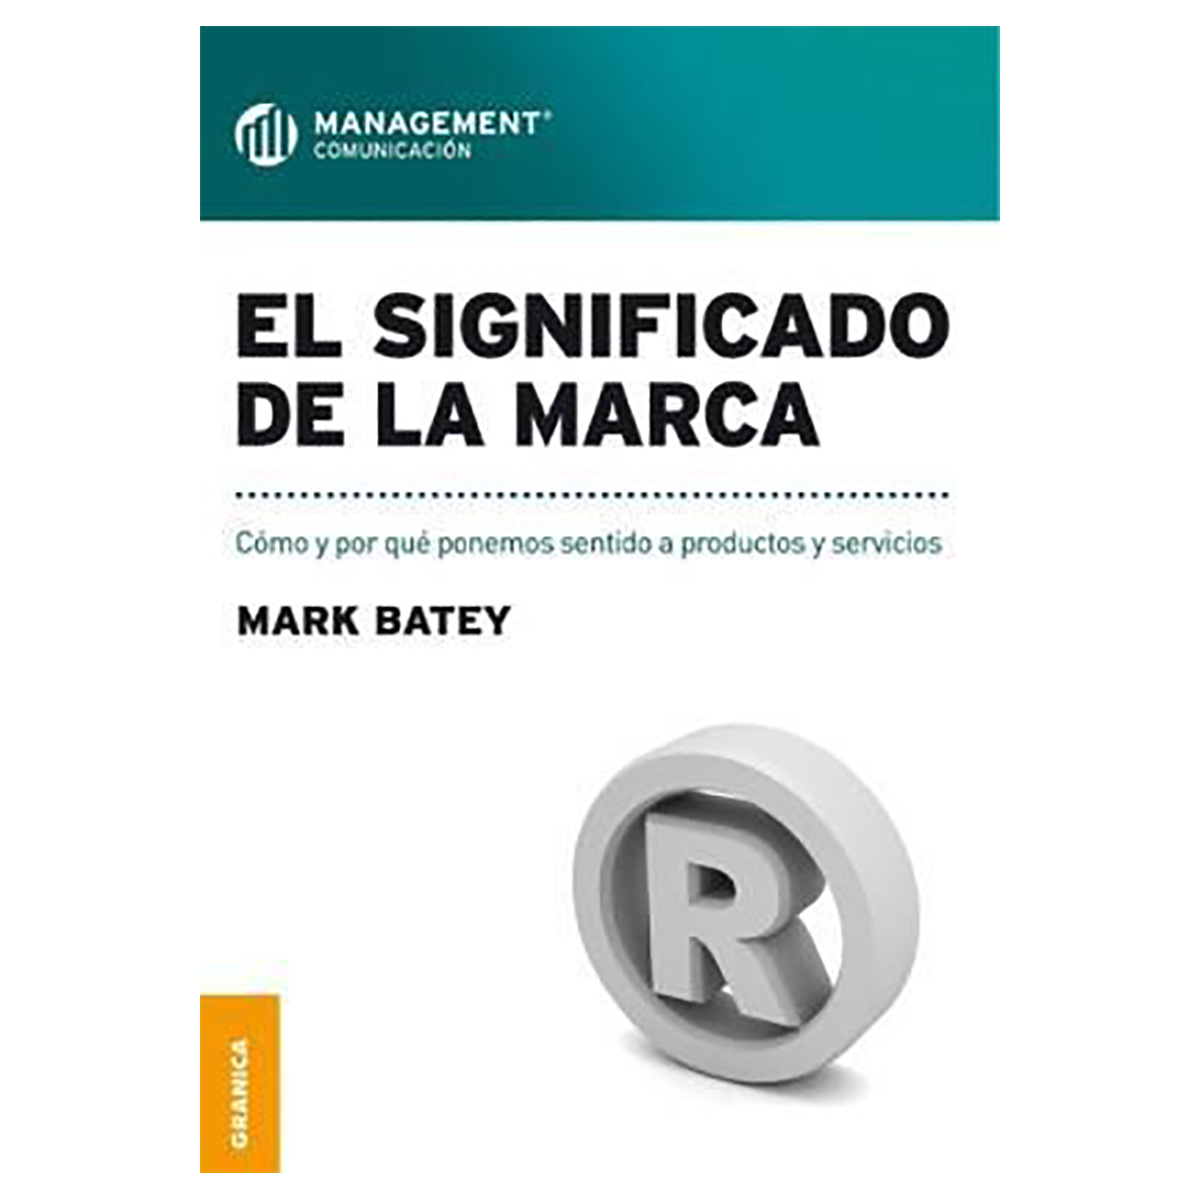 MANAGEMENT®
COMUNICACIÓN
EL SIGNIFICADO
DE LA MARCA
Cómo y por qué ponemos sentido a productos y servicios
MARK BATEY
R
GRANICA